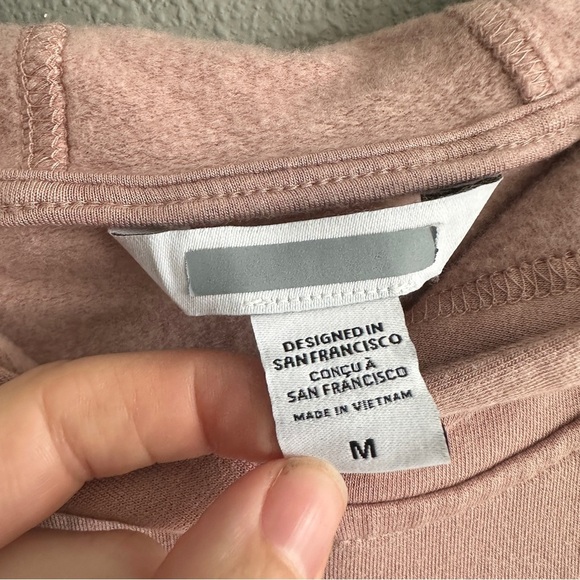 DESIGNED IN
SAN FRANCISCO
CONÇU À
SAN FRANCISCO
MADE IN VIETNAM
M